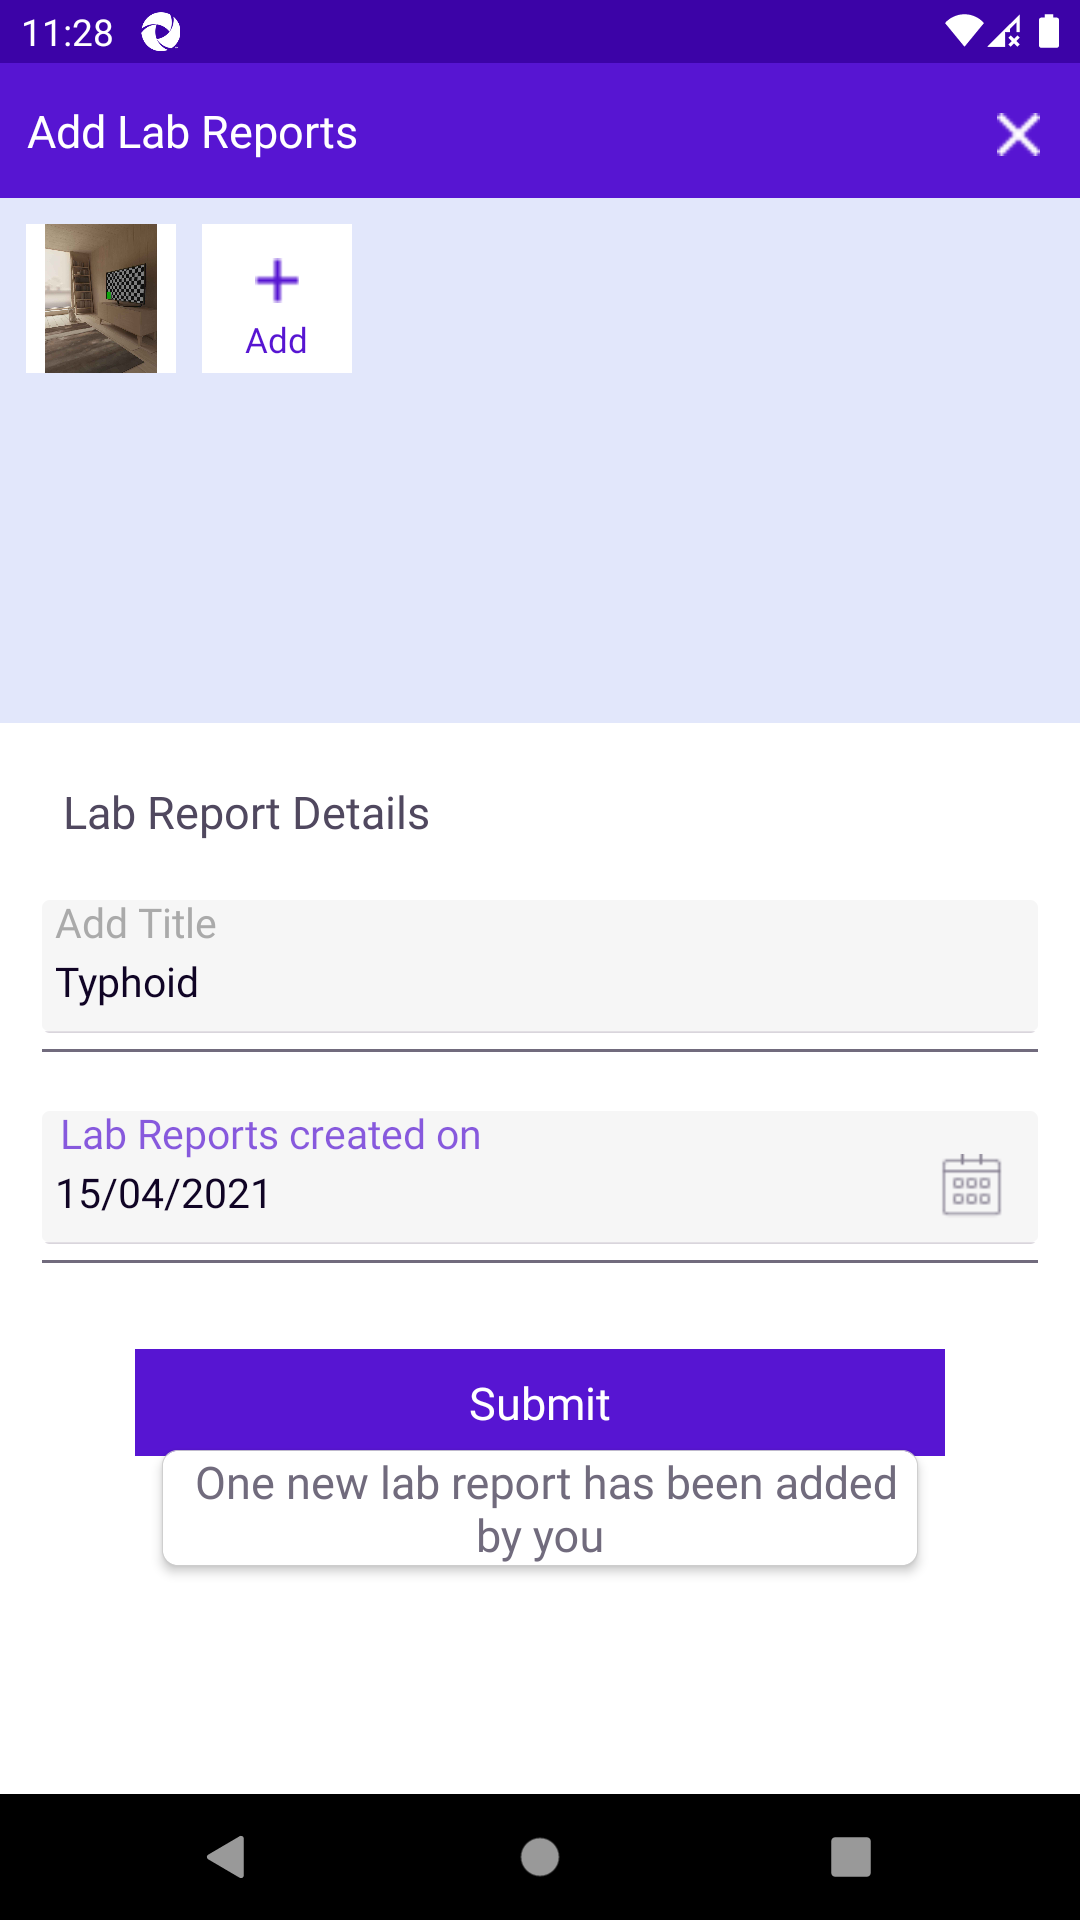 11:28
Add Lab Reports
Add
Lab Report Details
Add Title
Typhoid
Lab Reports created on
15/04/2021
Submit
One new lab report has been added
by you